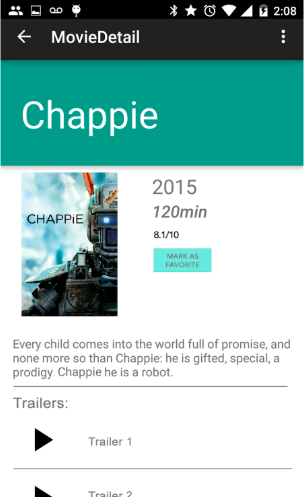 2:08
MovieDetail
Chappie
CHAPPiE
2015
120min
8.1/10
MARK AS
FAVORITE
Every child comes into the world full of promise, and
none more so than Chappie: he is gifted, special, a
prodigy. Chappie he is a robot.
Trailers:
Trailer 1
Trailer 2